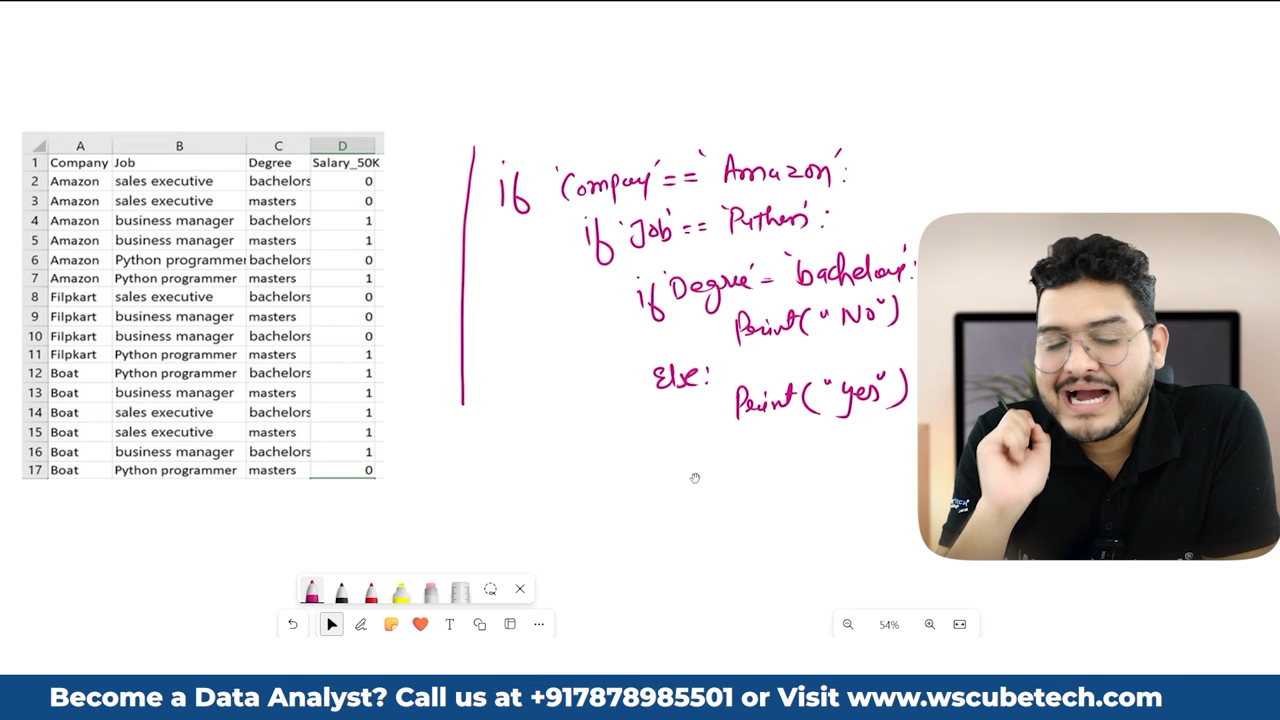 A B C D
1 Company Job Degree Salary_50K
2 Amazon sales executive bachelors 0
3 Amazon sales executive masters 0
4 Amazon business manager bachelors 1
5 Amazon business manager masters 1
6 Amazon Python programmer bachelors 0
7 Amazon Python programmer masters 1
8 Filpkart sales executive bachelors 0
9 Filpkart sales executive masters 0
10 Filpkart business manager bachelors 0
11 Filpkart Python programmer masters 1
12 Boat Python programmer bachelors 1
13 Boat business manager masters 1
14 Boat sales executive bachelors 1
15 Boat sales executive masters 1
16 Boat business manager bachelors 1
17 Boat Python programmer masters 0
if 'Company' == 'Amazon':
if 'Job' == 'Python':
if 'Degree' = 'bachelors':
Print("No")
Else:
Print("yes")
T
54%
Become a Data Analyst? Call us at +917878985501 or Visit www.wscubetech.com